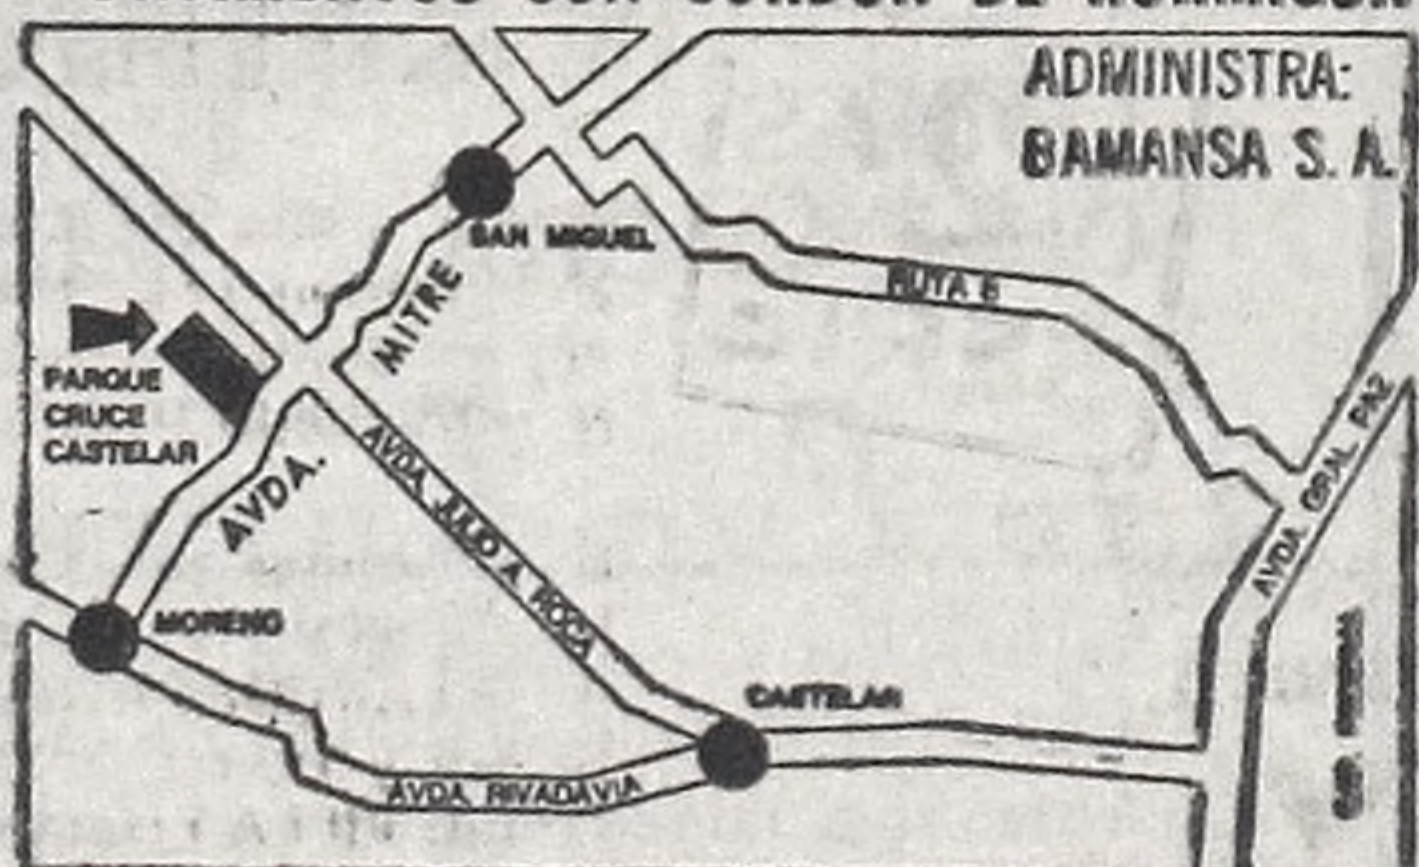 ADMINISTRA:
BAMANSA S. A.
SAN MIGUEL
MITRE
RUTA 8
PARQUE
CRUCE
CASTELAR
AVDA.
AVDA. JULIO A. ROCA
AVDA. GRAL. PAZ
MORENO
CASTELAR
AVDA. RIVADAVIA